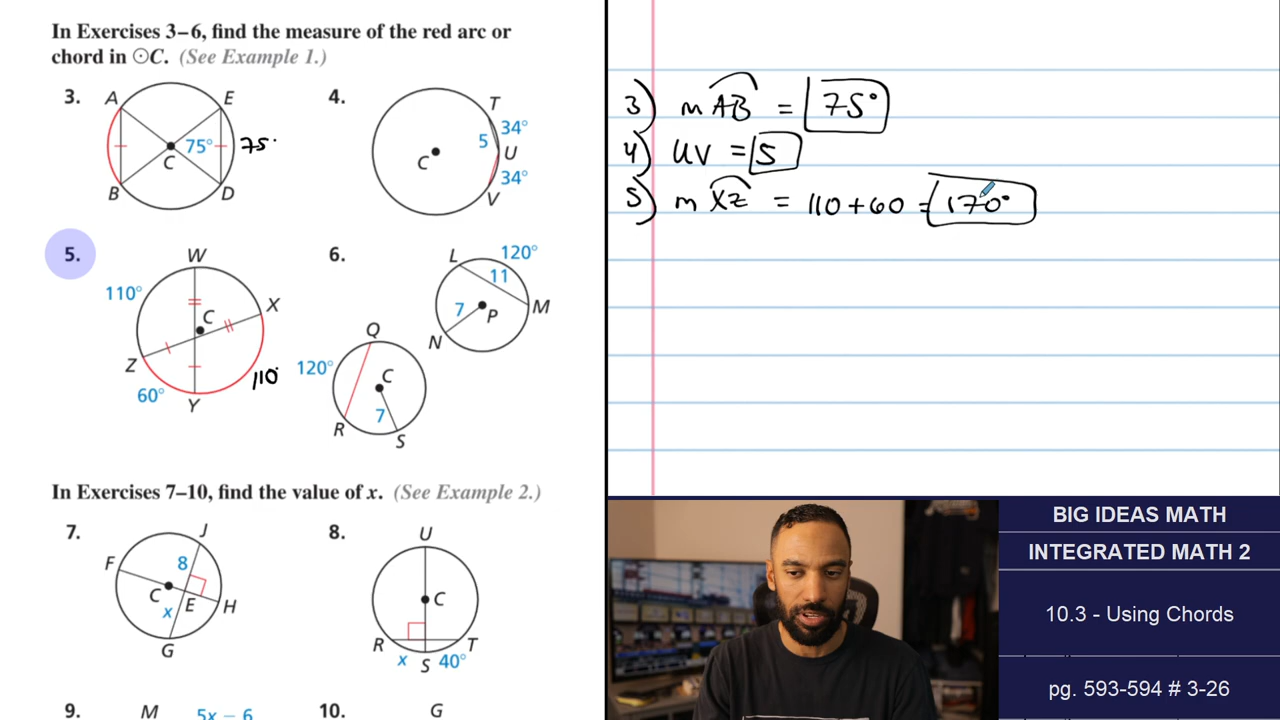 In Exercises 3–6, find the measure of the red arc or
chord in ⊙C. (See Example 1.)
3.
A
E
75°
75°
C
B
D
4.
T
34°
5
U
C
34°
V
5.
W
110°
X
C
Z
110°
60°
Y
6.
L
120°
11
7
P
M
N
Q
120°
C
7
R
S
In Exercises 7–10, find the value of x. (See Example 2.)
7.
J
F
8
C
E
H
x
G
8.
U
C
R
T
x
S
40°
9.
M
5x – 6
10.
G
3) mAB = 75°
4) UV = 5
5) mXZ = 110+60 = 170°
BIG IDEAS MATH
INTEGRATED MATH 2
10.3 - Using Chords
pg. 593-594 # 3-26